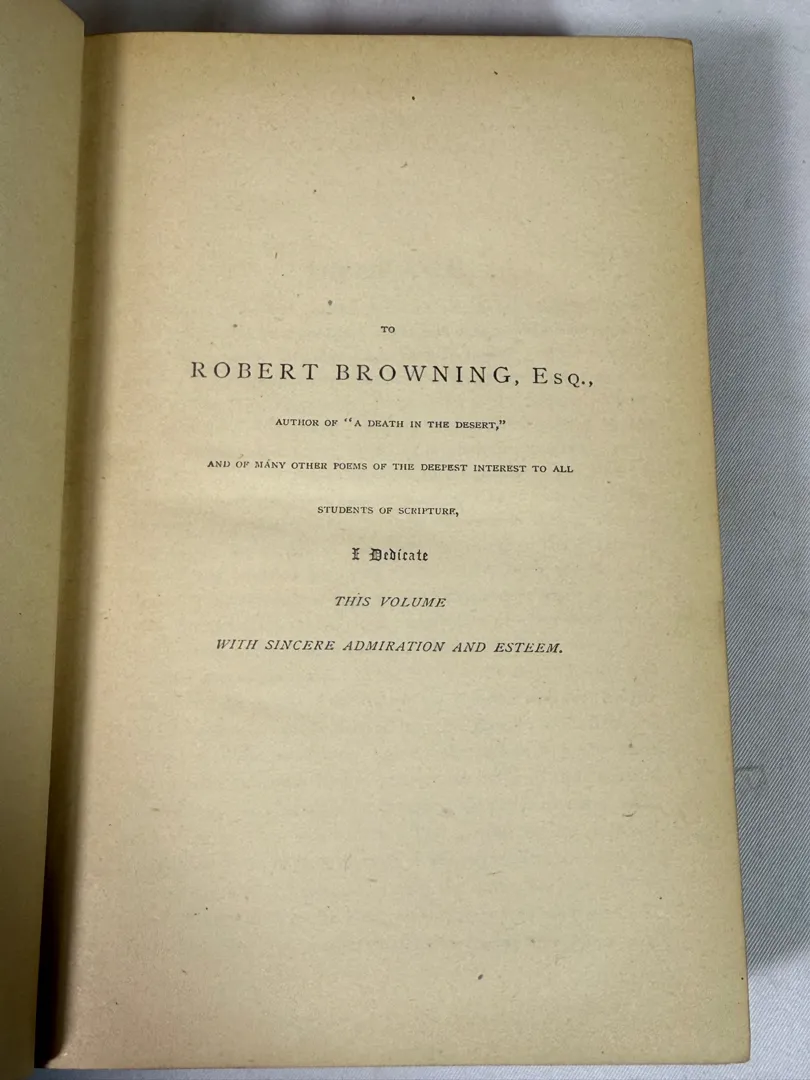 TO
ROBERT BROWNING, ESQ.,
AUTHOR OF "A DEATH IN THE DESERT,"
AND OF MANY OTHER POEMS OF THE DEEPEST INTEREST TO ALL
STUDENTS OF SCRIPTURE,
I Dedicate
THIS VOLUME
WITH SINCERE ADMIRATION AND ESTEEM.